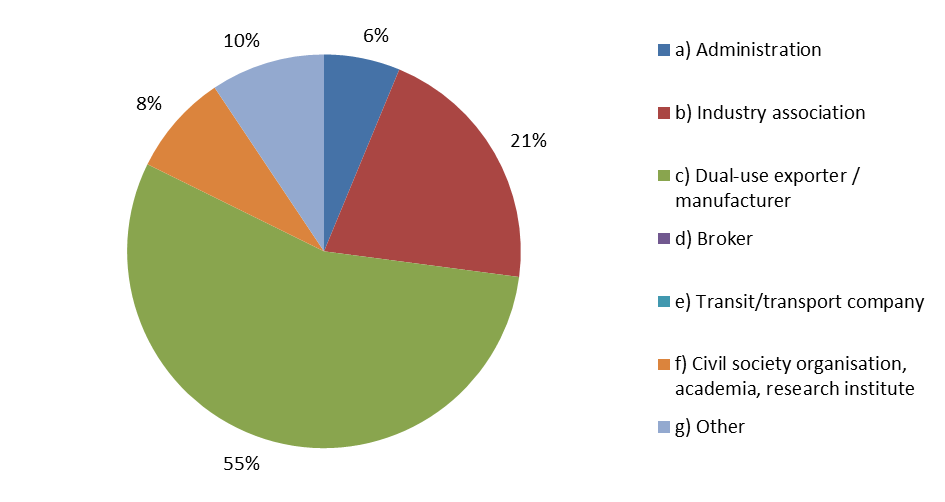 10%
6%
8%
21%
55%
a) Administration
b) Industry association
c) Dual-use exporter /
manufacturer
d) Broker
e) Transit/transport company
f) Civil society organisation,
academia, research institute
g) Other